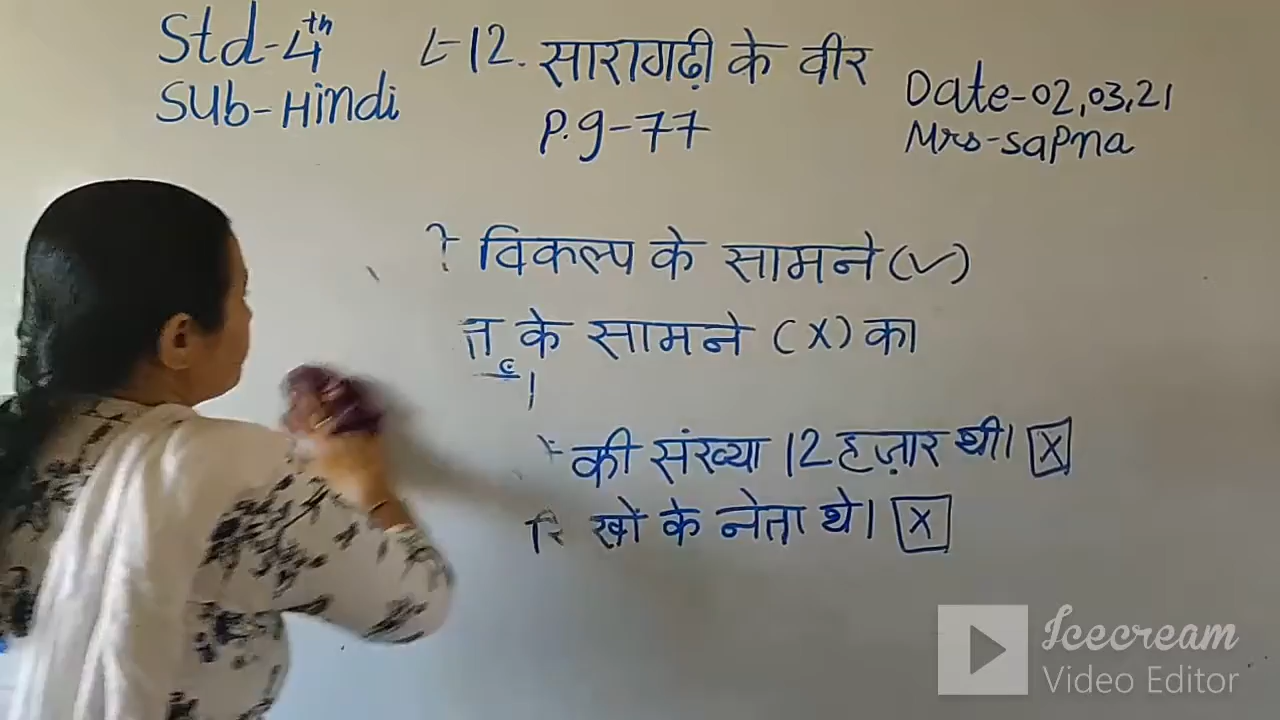 Std-4th
Sub-Hindi
L-12. सारागढ़ी के वीर
P.g-77
Date-02,03,21
Mrs-sapna
विकल्प के सामने (✓)
के सामने (X) का
की संख्या 12 हज़ार थी। X
खों के नेता थे। X
Icecream
Video Editor